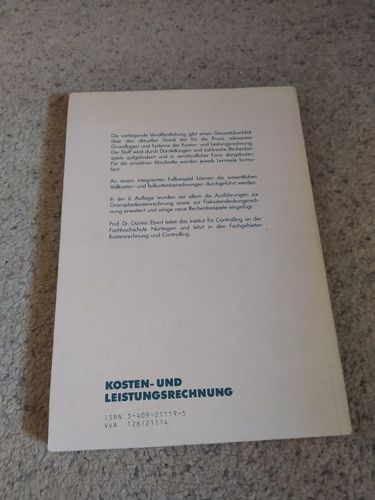 Die vorliegende Veröffentlichung gibt einen Gesamtüberblick
über den aktuellen Stand der für die Praxis relevanten
Grundlagen und Systeme der Kosten- und Leistungsrechnung.
Der Stoff wird durch Darstellungen und zahlreiche Rechenbei-
spiele aufgelockert und in verständlicher Form dargeboten.
Für die einzelnen Abschnitte werden jeweils Lernziele formu-
liert.
An einem integrierten Fallbeispiel können die wesentlichen
Vollkosten- und Teilkostenberechnungen durchgeführt werden.
In der 6. Auflage wurden vor allem die Ausführungen zur
Grenzplankostenrechnung sowie zur Fixkostendeckungsrech-
nung erweitert und einige neue Rechenbeispiele eingefügt.
Prof. Dr. Günter Ebert leitet das Institut für Controlling an der
Fachhochschule Nürtingen und lehrt in den Fachgebieten
Kostenrechnung und Controlling.
KOSTEN- UND
LEISTUNGSRECHNUNG
ISBN 3-409-21119-5
VVA 126/21114